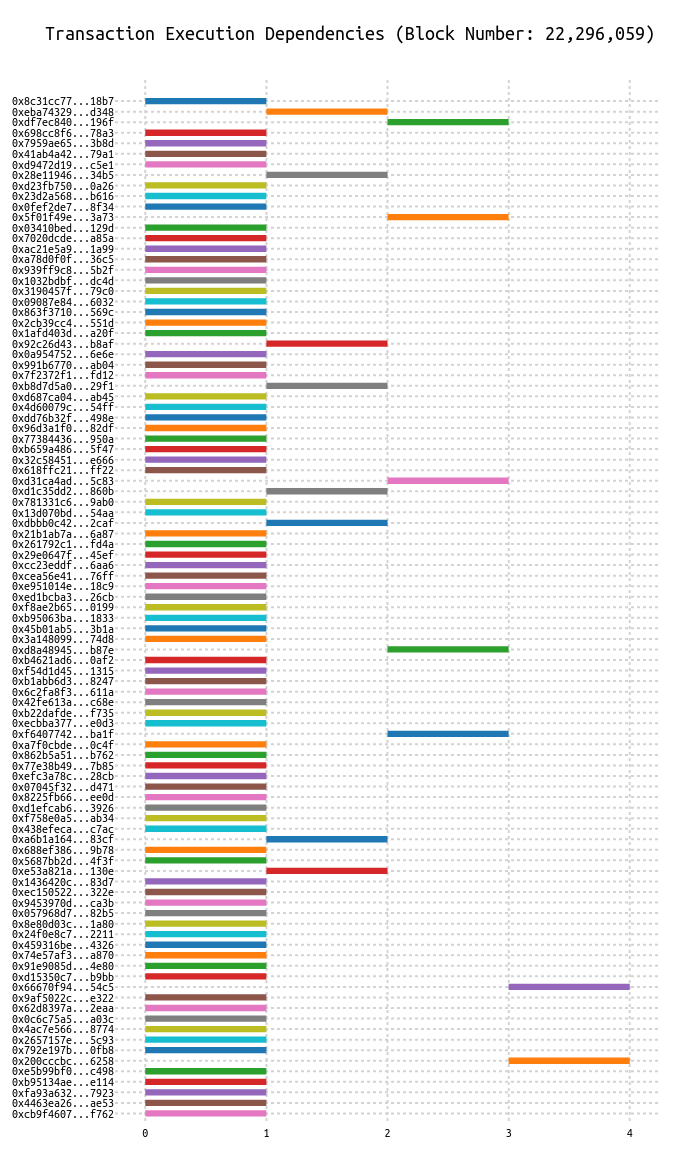 Transaction Execution Dependencies (Block Number: 22,296,059)
0x8c31cc77...18b7
0xeba74329...d348
0xdf7ec840...196f
0x698cc8f6...78a3
0x7959ae65...3b8d
0x41ab4a42...79a1
0xd9472d19...c5e1
0x28e11946...34b5
0xd23fb750...0a26
0x23d2a568...b616
0x0fef2de7...8f34
0x5f01f49e...3a73
0x03410bed...129d
0x7020dcde...a85a
0xac21e5a9...1a99
0xa78d0f0f...36c5
0x939ff9c8...5b2f
0x1032bdbf...dc4d
0x3190457f...79c0
0x09087e84...6032
0x863f3710...569c
0x2cb39cc4...551d
0x1afd403d...a20f
0x92c26d43...b8af
0x0a954752...6e6e
0x991b6770...ab04
0x7f2372f1...fd12
0xb8d7d5a0...29f1
0xd687ca04...ab45
0x4d60079c...54ff
0xdd76b32f...498e
0x96d3a1f0...82df
0x77384436...950a
0xb659a486...5f47
0x32c58451...e666
0x618ffc21...ff22
0xd31ca4ad...5c83
0xd1c35dd2...860b
0x781331c6...9ab0
0x13d070bd...54aa
0xdbbb0c42...2caf
0x21b1ab7a...6a87
0x261792c1...fd4a
0x29e0647f...45ef
0xcc23eddf...6aa6
0xcea56e41...76ff
0xe951014e...18c9
0xed1bcba3...26cb
0xf8ae2b65...0199
0xb95063ba...1833
0x45b01ab5...3b1a
0x3a148099...74d8
0xd8a48945...b87e
0xb4621ad6...0af2
0xf54d1d45...1315
0xb1abb6d3...8247
0x6c2fa8f3...611a
0x42fe613a...c68e
0xb22dafde...f735
0xecbba377...e0d3
0xf6407742...ba1f
0xa7f0cbde...0c4f
0x862b5a51...b762
0x77e38b49...7b85
0xefc3a78c...28cb
0x07045f32...d471
0x8225fb66...ee0d
0xd1efcab6...3926
0xf758e0a5...ab34
0x438efeca...c7ac
0xa6b1a164...83cf
0x688ef386...9b78
0x5687bb2d...4f3f
0xe53a821a...130e
0x1436420c...83d7
0xec150522...322e
0x9453970d...ca3b
0x057968d7...82b5
0x8e80d03c...1a80
0x24f0e8c7...2211
0x459316be...4326
0x74e57af3...a870
0x91e9085d...4e80
0xd15350c7...b9bb
0x66670f94...54c5
0x9af5022c...e322
0x62d8397a...2eaa
0x0c6c75a5...a03c
0x4ac7e566...8774
0x2657157e...5c93
0x792e197b...0fb8
0x200cccbc...6258
0xe5b99bf0...c498
0xb95134ae...e114
0xfa93a632...7923
0x4463ea26...ae53
0xcb9f4607...f762
0 1 2 3 4